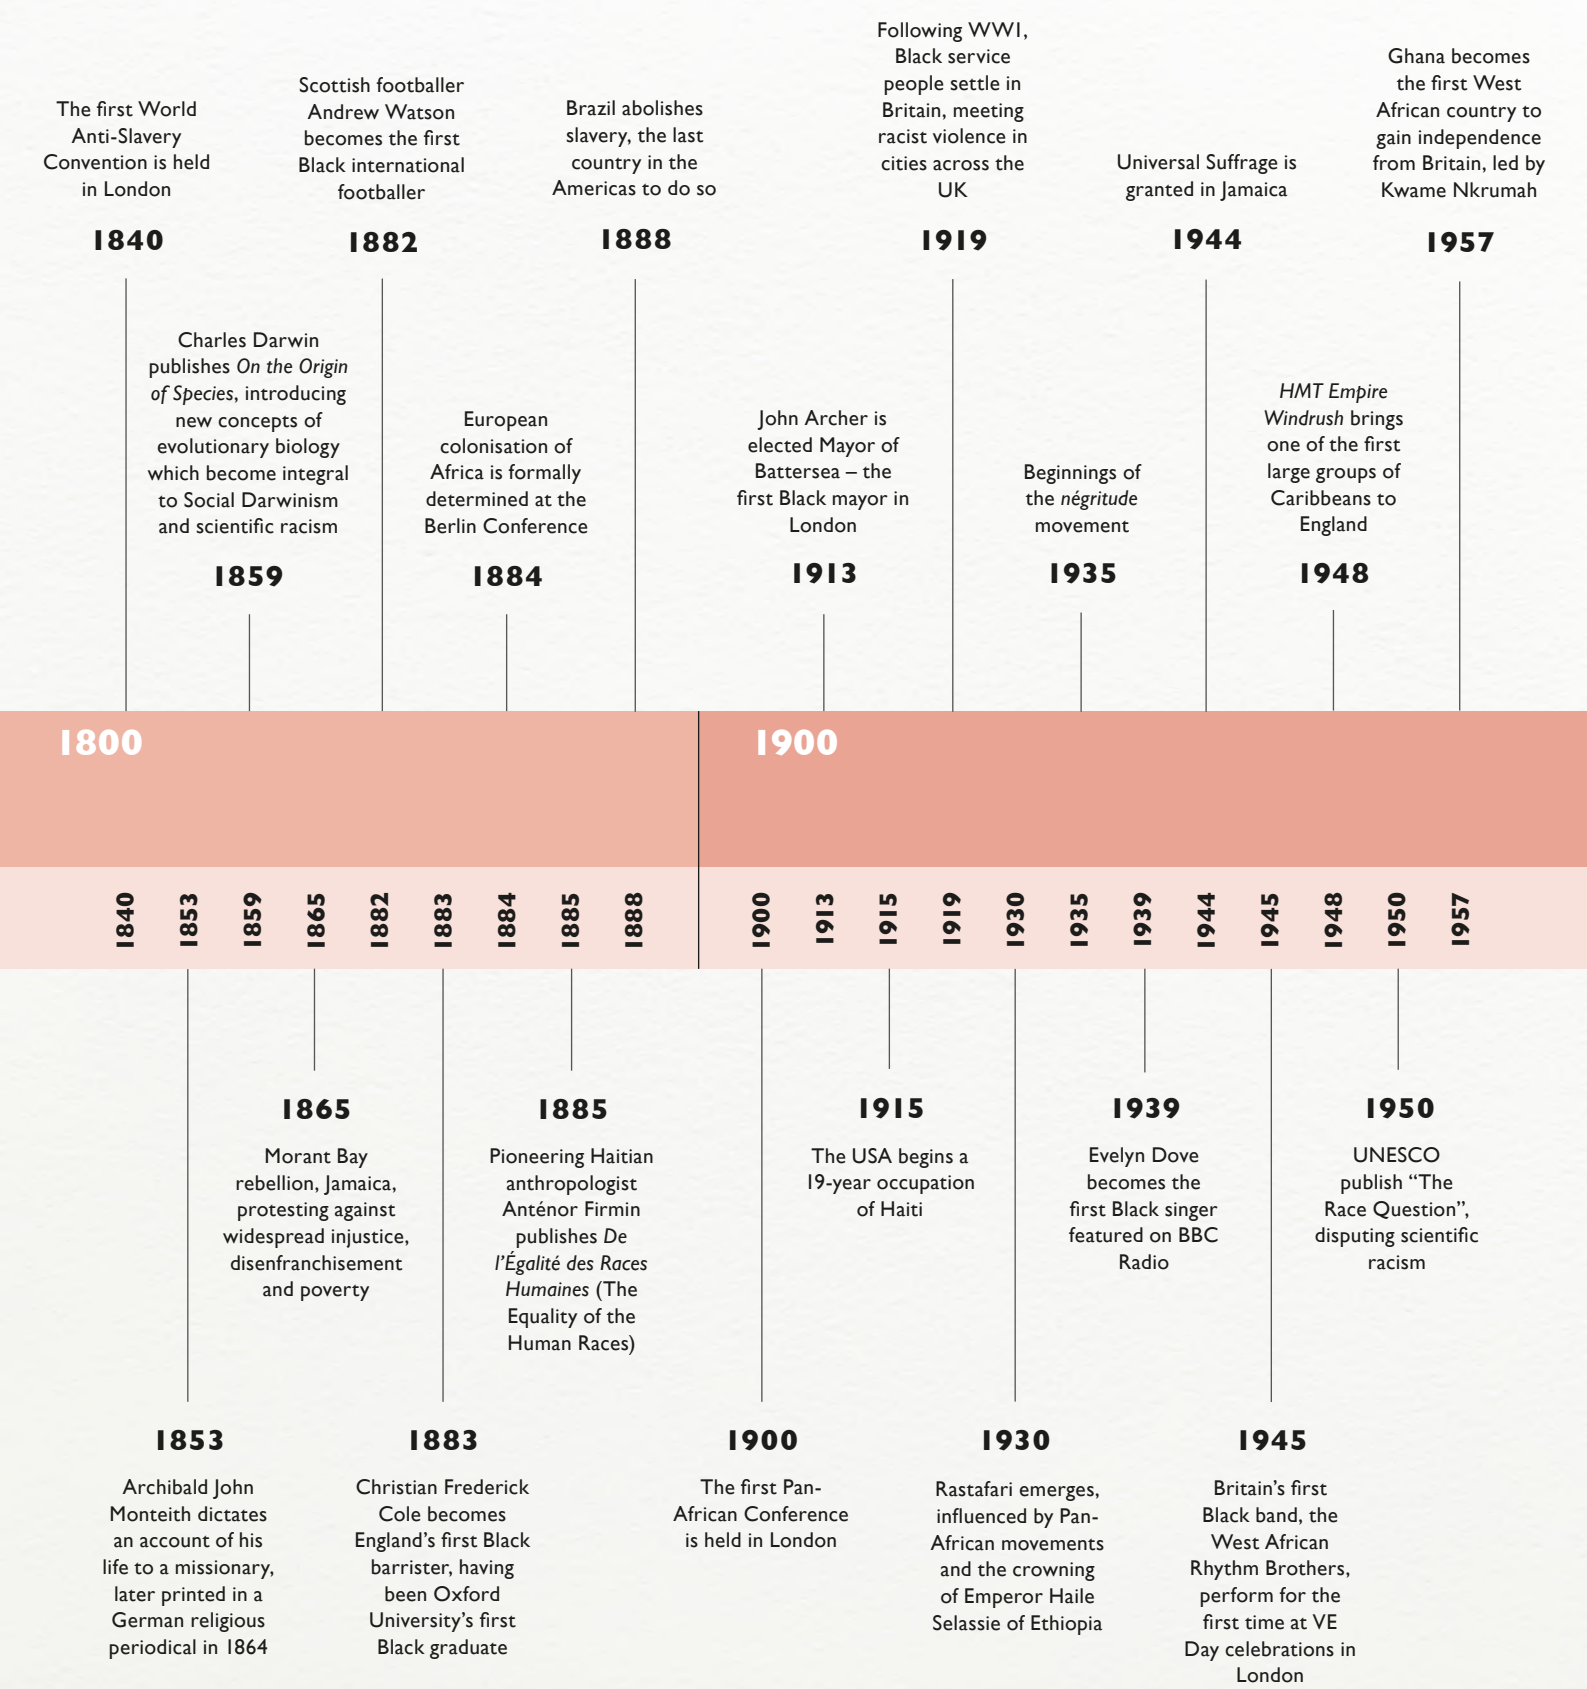 The first World
Anti-Slavery
Convention is held
in London
1840
Scottish footballer
Andrew Watson
becomes the first
Black international
footballer
1882
Brazil abolishes
slavery, the last
country in the
Americas to do so
1888
Following WW1,
Black service
people settle in
Britain, meeting
racist violence in
cities across the
UK
1919
Universal Suffrage is
granted in Jamaica
1944
Ghana becomes
the first West
African country to
gain independence
from Britain, led by
Kwame Nkrumah
1957
Charles Darwin
publishes On the Origin
of Species, introducing
new concepts of
evolutionary biology
which become integral
to Social Darwinism
and scientific racism
1859
European
colonisation of
Africa is formally
determined at the
Berlin Conference
1884
John Archer is
elected Mayor of
Battersea – the
first Black mayor in
London
1913
Beginnings of
the négritude
movement
1935
HMT Empire
Windrush brings
one of the first
large groups of
Caribbeans to
England
1948
1800
1900
1840
1853
1859
1865
1882
1883
1884
1885
1888
1900
1913
1915
1919
1930
1935
1939
1944
1945
1948
1950
1957
1865
Morant Bay
rebellion, Jamaica,
protesting against
widespread injustice,
disenfranchisement
and poverty
1885
Pioneering Haitian
anthropologist
Anténor Firmin
publishes De
l’Égalité des Races
Humaines (The
Equality of the
Human Races)
1915
The USA begins a
19-year occupation
of Haiti
1939
Evelyn Dove
becomes the
first Black singer
featured on BBC
Radio
1950
UNESCO
publish “The
Race Question”,
disputing scientific
racism
1853
Archibald John
Monteith dictates
an account of his
life to a missionary,
later printed in a
German religious
periodical in 1864
1883
Christian Frederick
Cole becomes
England’s first Black
barrister, having
been Oxford
University’s first
Black graduate
1900
The first Pan-
African Conference
is held in London
1930
Rastafari emerges,
influenced by Pan-
African movements
and the crowning
of Emperor Haile
Selassie of Ethiopia
1945
Britain’s first
Black band, the
West African
Rhythm Brothers,
perform for the
first time at VE
Day celebrations in
London